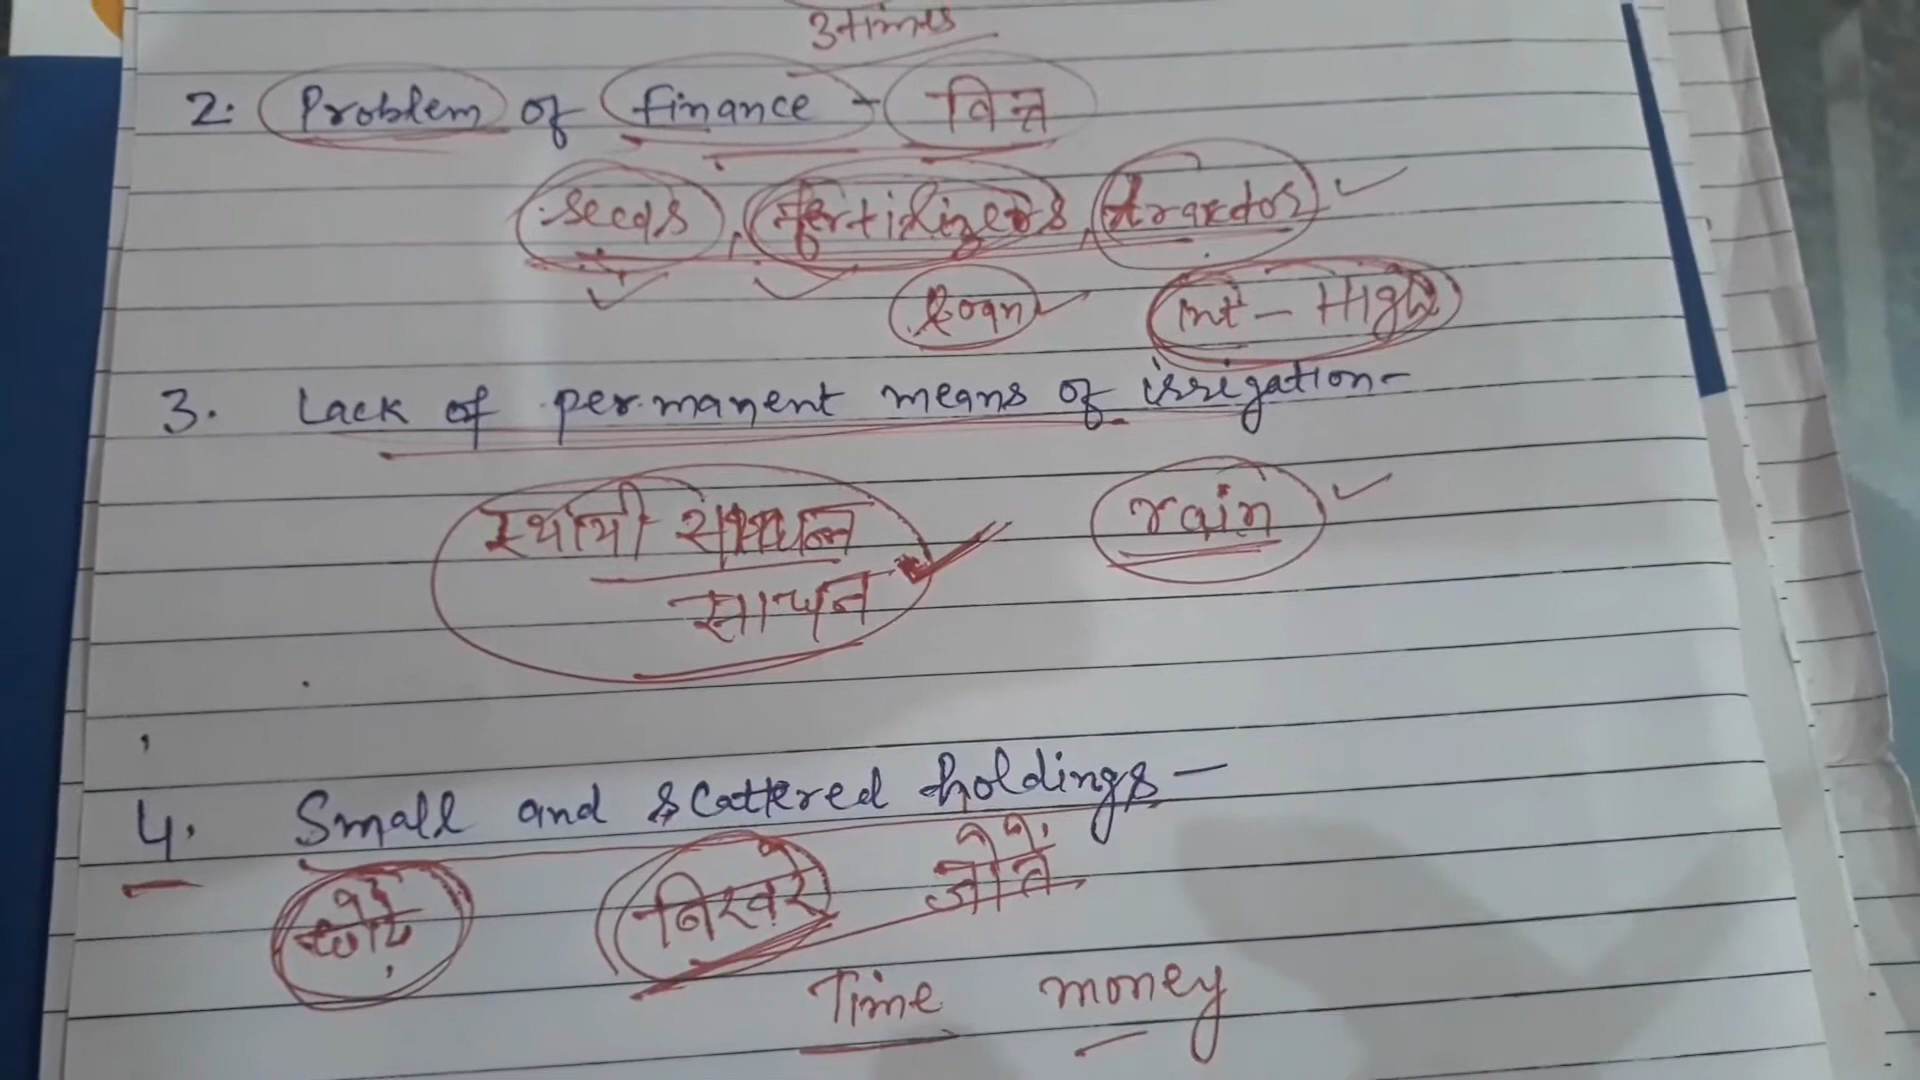 3times
2. Problem of finance - वित्त
seeds, fertilizers, traktor
loan int - High
3. Lack of permanent means of irrigation-
स्थायी rain
साधन
4. Small and scattered holdings-
छोटे बिखरे जोतें
Time money